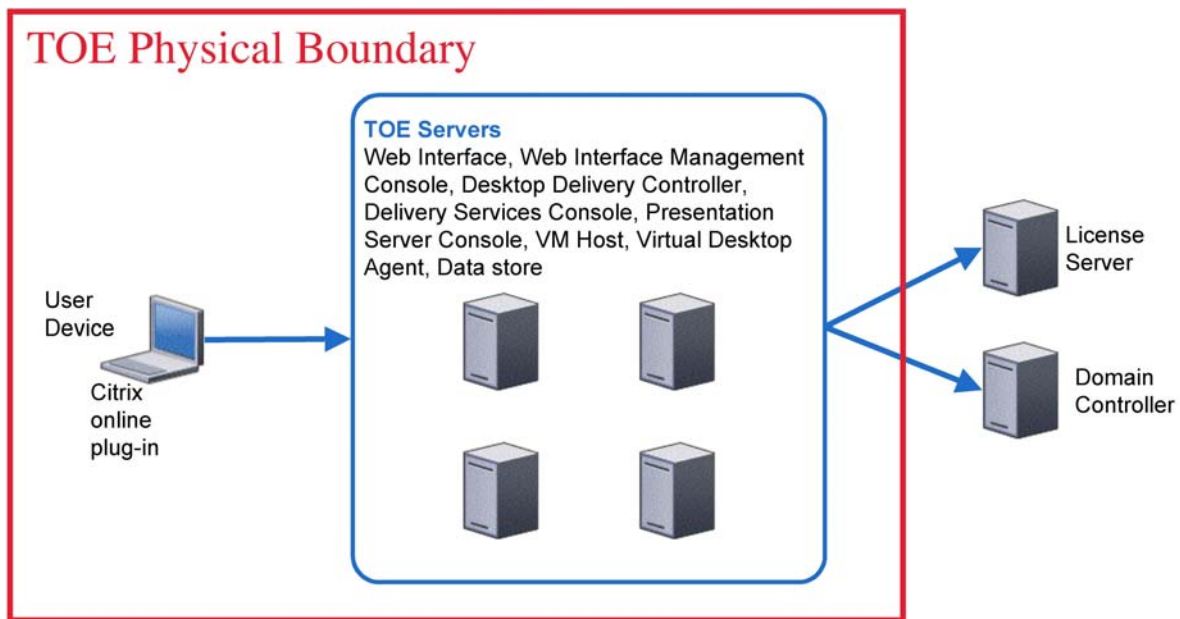 TOE Physical Boundary
TOE Servers
Web Interface, Web Interface Management
Console, Desktop Delivery Controller,
Delivery Services Console, Presentation
Server Console, VM Host, Virtual Desktop
Agent, Data store
User
Device
Citrix
online
plug-in
License
Server
Domain
Controller